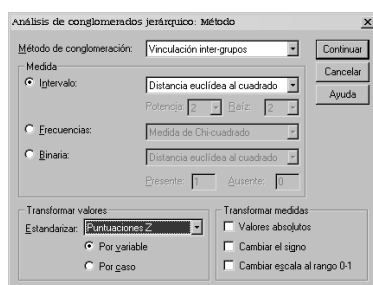 Análisis de conglomerados jerárquico: Método
Método de conglomeración: Vinculación inter-grupos Continuar
Medida Cancelar
Intervalo: Distancia euclídea al cuadrado Ayuda
Potencia: 2 Raíz: 2
Frecuencias: Medida de Chi-cuadrado
Binaria: Distancia euclídea al cuadrado
Presente: 1 Ausente: 0
Transformar valores Transformar medidas
Estandarizar: Puntuaciones Z Valores absolutos
Por variable Cambiar el signo
Por caso Cambiar escala al rango 0-1